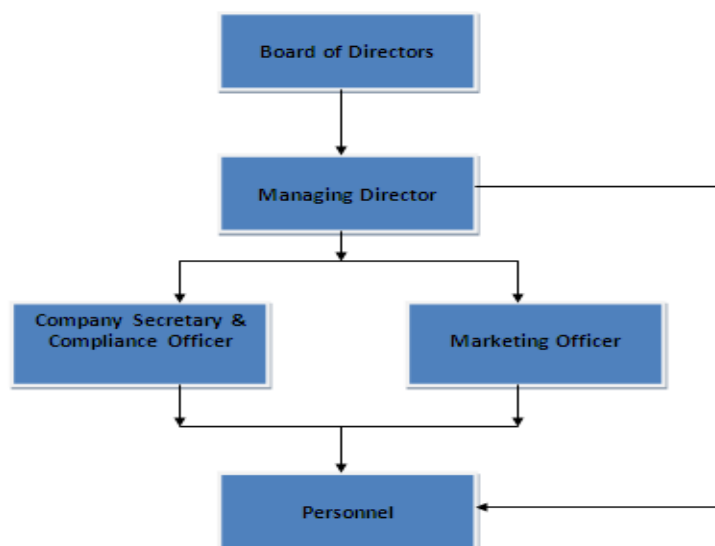 Board of Directors
Managing Director
Company Secretary &
Compliance Officer
Marketing Officer
Personnel